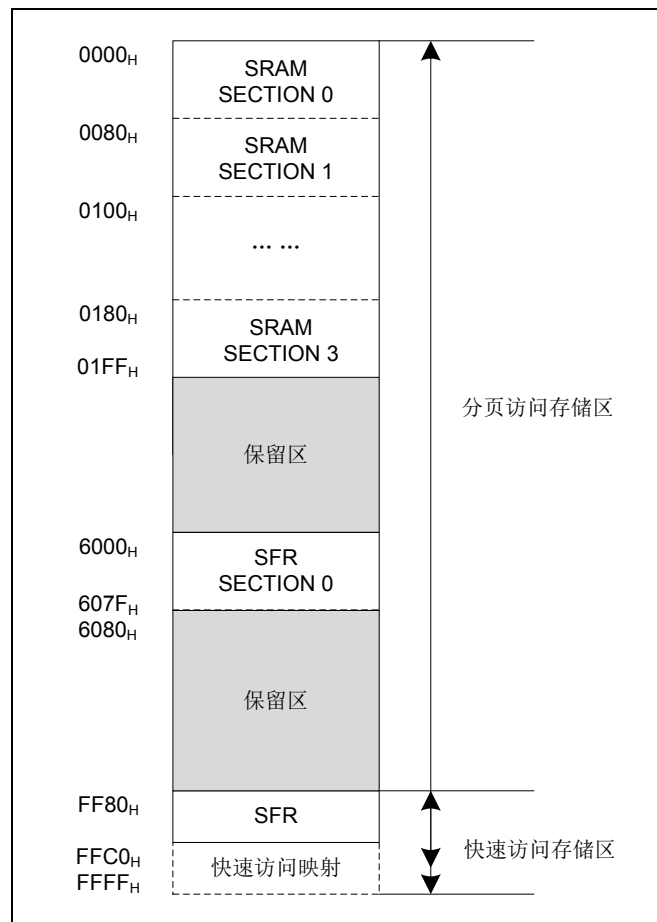 0000H
SRAM
SECTION 0
0080H
SRAM
SECTION 1
0100H
... ...
0180H
SRAM
SECTION 3
01FFH
分页访问存储区
保留区
6000H
SFR
SECTION 0
607FH
6080H
保留区
FF80H
SFR
快速访问存储区
FFC0H
快速访问映射
FFFFH